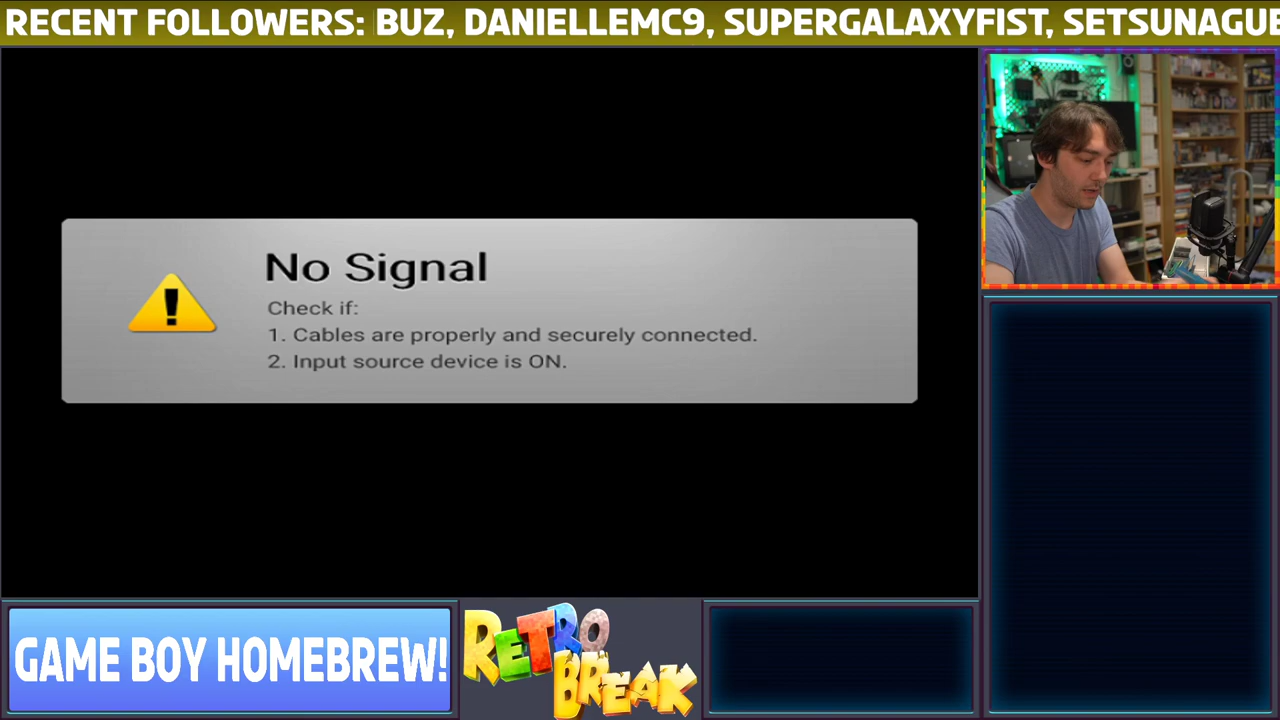 RECENT FOLLOWERS: BUZ, DANIELLEMC9, SUPERGALAXYFIST, SETSUNAGUE
No Signal
Check if:
1. Cables are properly and securely connected.
2. Input source device is ON.
GAME BOY HOMEBREW!
RETRO
BREAK